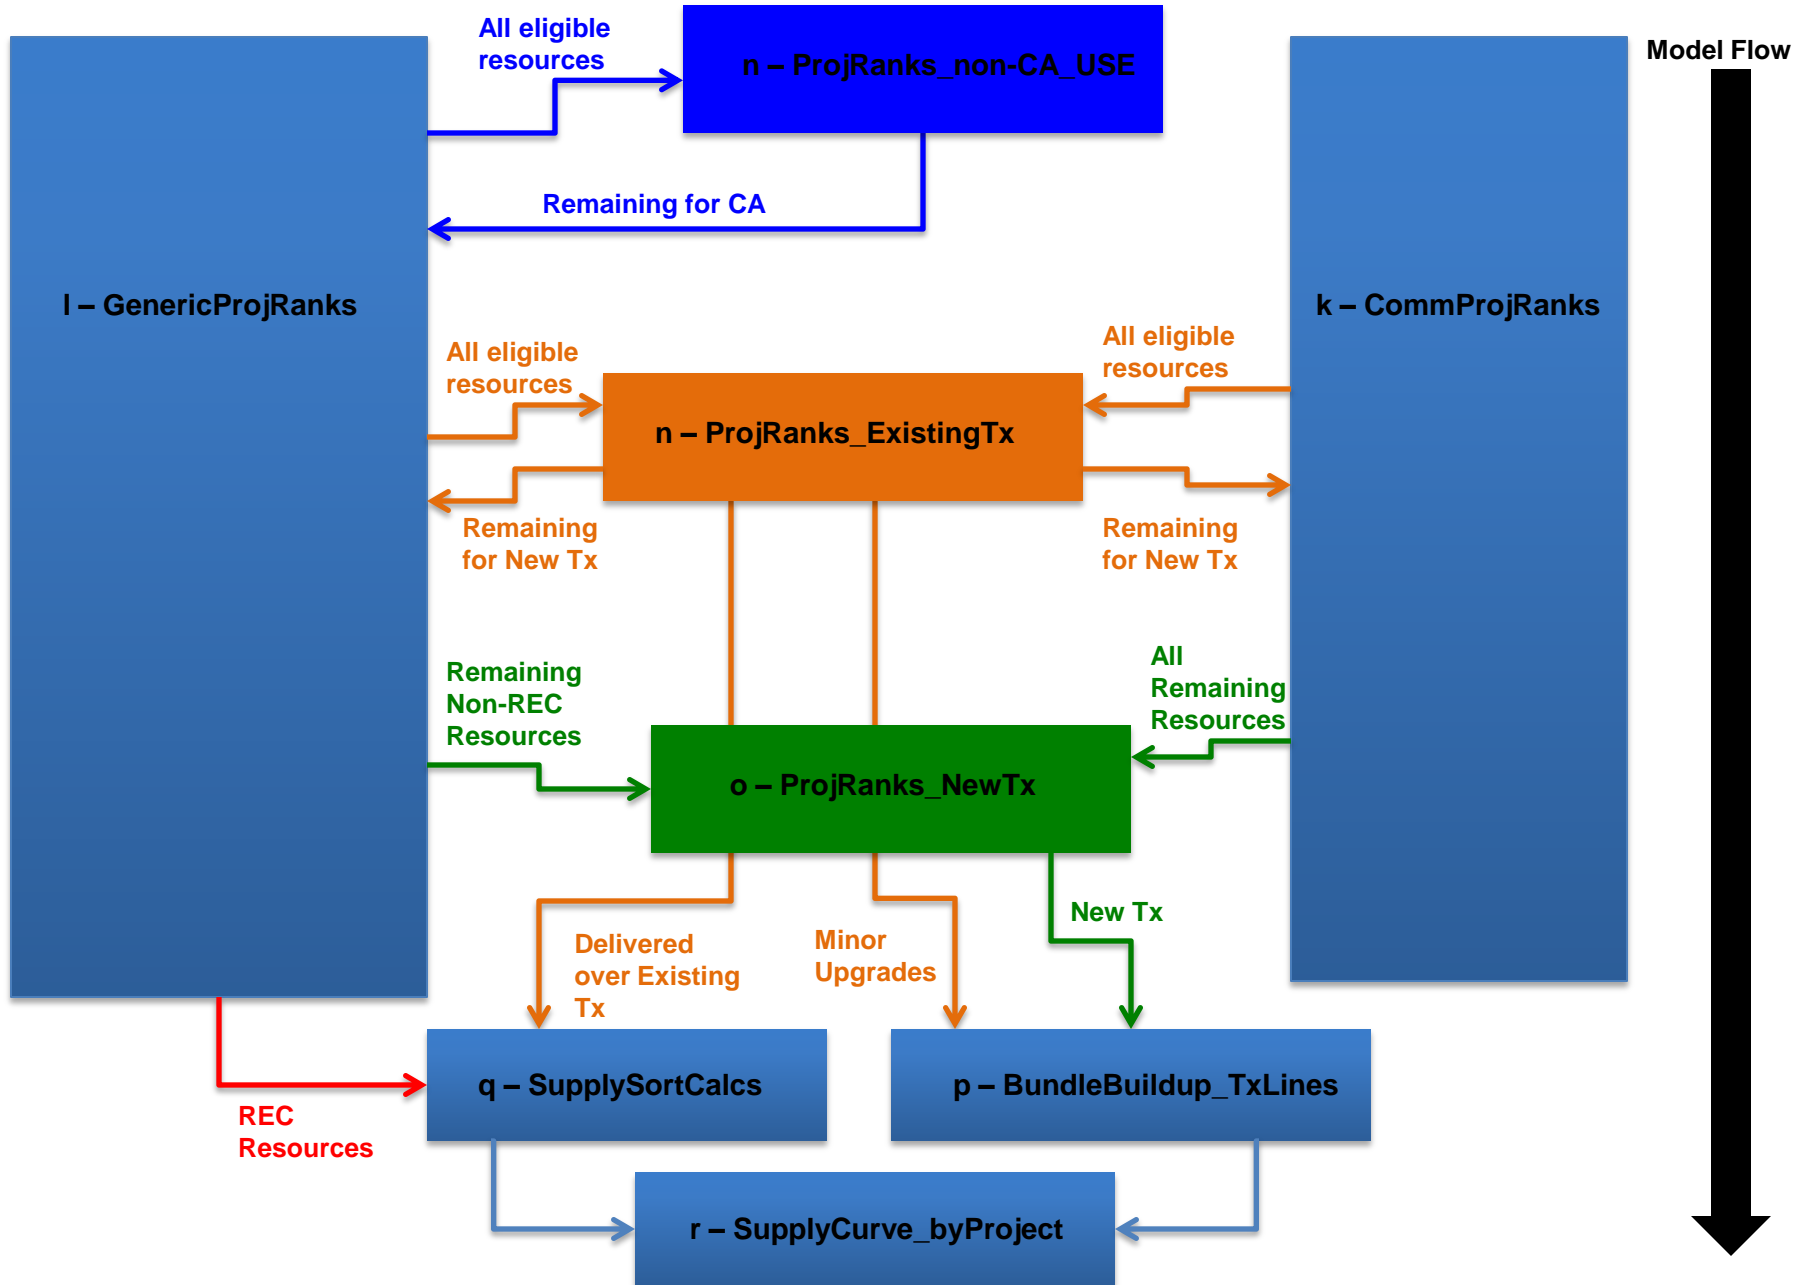 All eligible
resources
n – ProjRanks_non-CA_USE
Model Flow
Remaining for CA
l – GenericProjRanks
k – CommProjRanks
All eligible
resources
All eligible
resources
n – ProjRanks_ExistingTx
Remaining
for New Tx
Remaining
for New Tx
Remaining
Non-REC
Resources
All
Remaining
Resources
o – ProjRanks_NewTx
New Tx
Delivered
over Existing
Tx
Minor
Upgrades
q – SupplySortCalcs
p – BundleBuildup_TxLines
REC
Resources
r – SupplyCurve_byProject